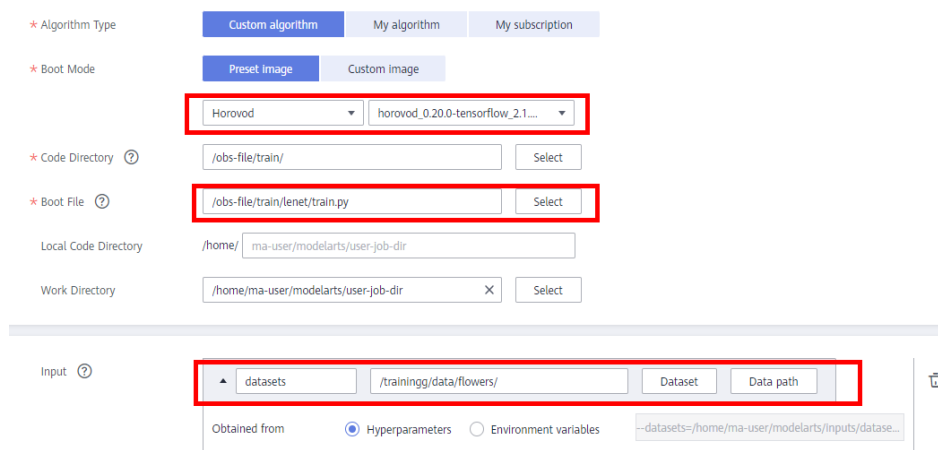 * Algorithm Type Custom algorithm My algorithm My subscription
* Boot Mode Preset image Custom image
Horovod horovod_0.20.0-tensorflow_2.1....
* Code Directory ? /obs-file/train/ Select
* Boot File ? /obs-file/train/lenet/train.py Select
Local Code Directory /home/ ma-user/modelarts/user-job-dir
Work Directory /home/ma-user/modelarts/user-job-dir Select
Input ? datasets /trainingg/data/flowers/ Dataset Data path
Obtained from Hyperparameters Environment variables --datasets=/home/ma-user/modelarts/inputs/datase...